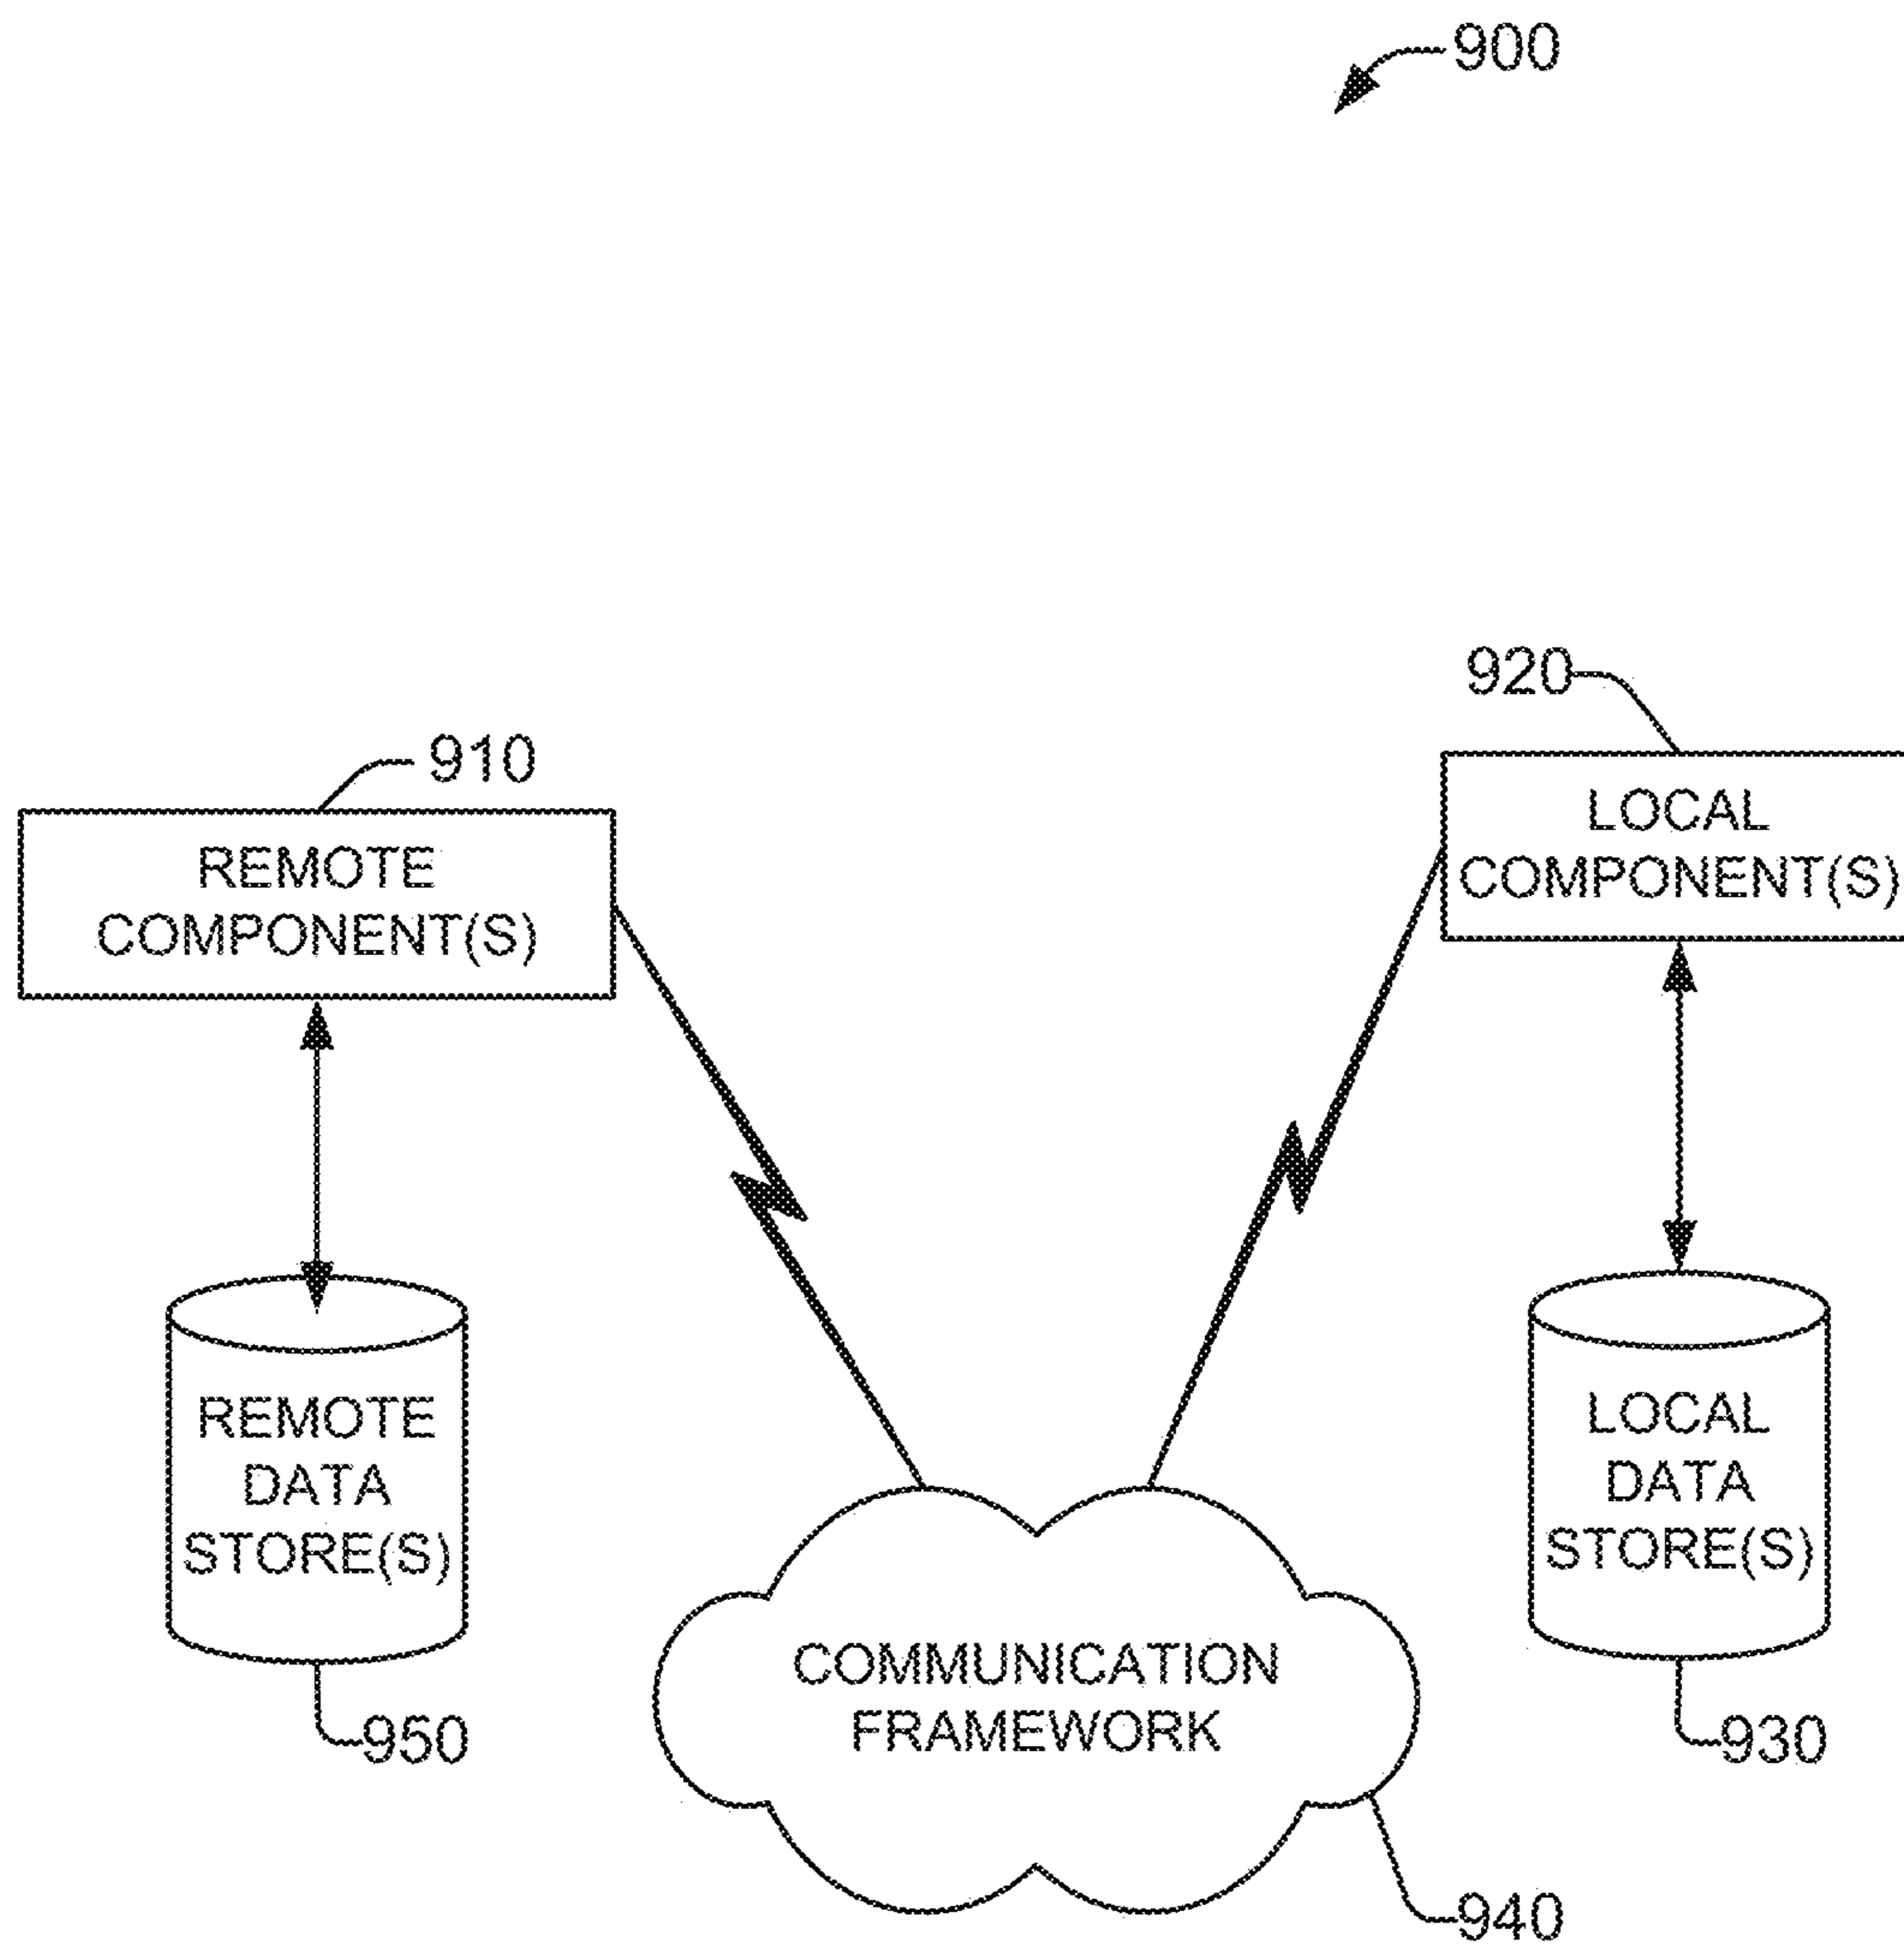 900
920
910
LOCAL
COMPONENT(S)
REMOTE
COMPONENT(S)
REMOTE
DATA
STORE(S)
LOCAL
DATA
STORE(S)
COMMUNICATION
FRAMEWORK
950
930
940